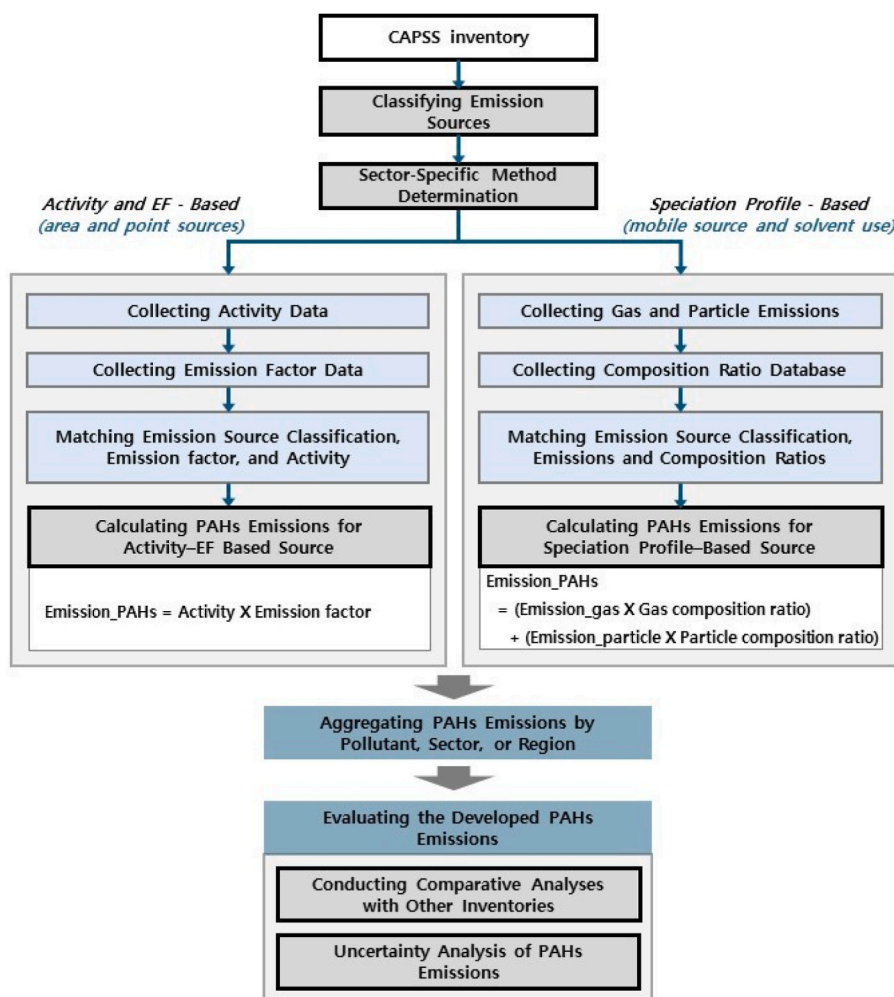 CAPSS inventory
Classifying Emission
Sources
Sector-Specific Method
Determination
Activity and EF - Based
(area and point sources)
Speciation Profile - Based
(mobile source and solvent use)
Collecting Activity Data
Collecting Emission Factor Data
Matching Emission Source Classification,
Emission factor, and Activity
Calculating PAHs Emissions for
Activity–EF Based Source
Emission_PAHs = Activity X Emission factor
Collecting Gas and Particle Emissions
Collecting Composition Ratio Database
Matching Emission Source Classification,
Emissions and Composition Ratios
Calculating PAHs Emissions for
Speciation Profile–Based Source
Emission_PAHs
= (Emission_gas X Gas composition ratio)
+ (Emission_particle X Particle composition ratio)
Aggregating PAHs Emissions by
Pollutant, Sector, or Region
Evaluating the Developed PAHs
Emissions
Conducting Comparative Analyses
with Other Inventories
Uncertainty Analysis of PAHs
Emissions